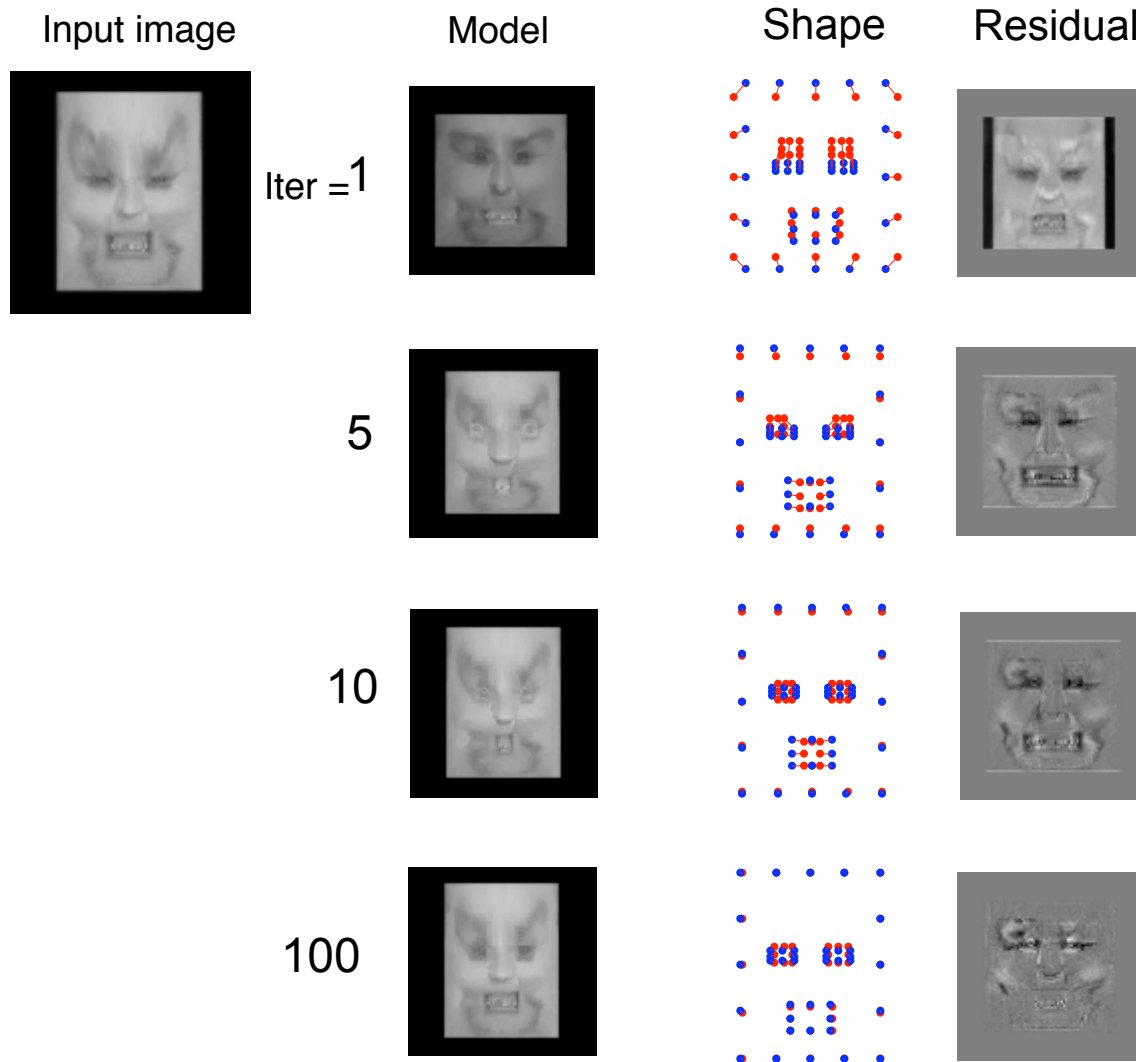 Input image
Model
Shape
Residual
Iter = 1
5
10
100